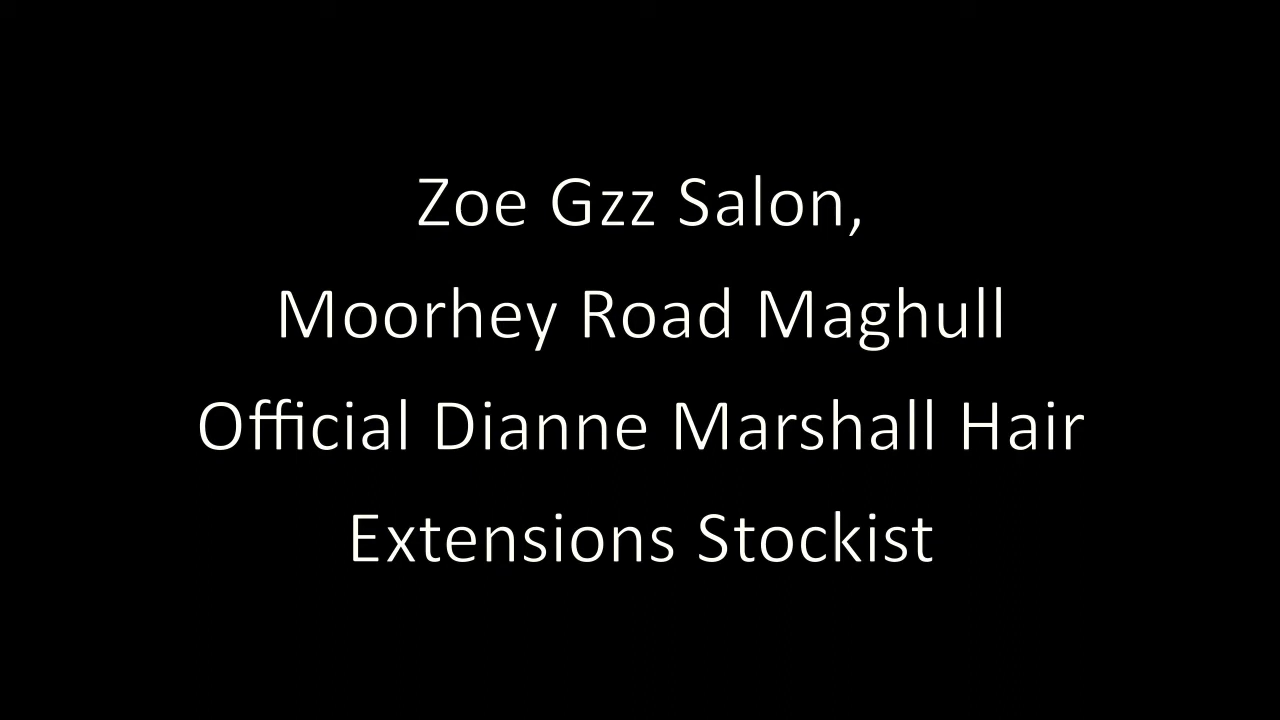 Zoe Gzz Salon,
Moorhey Road Maghull
Official Dianne Marshall Hair
Extensions Stockist